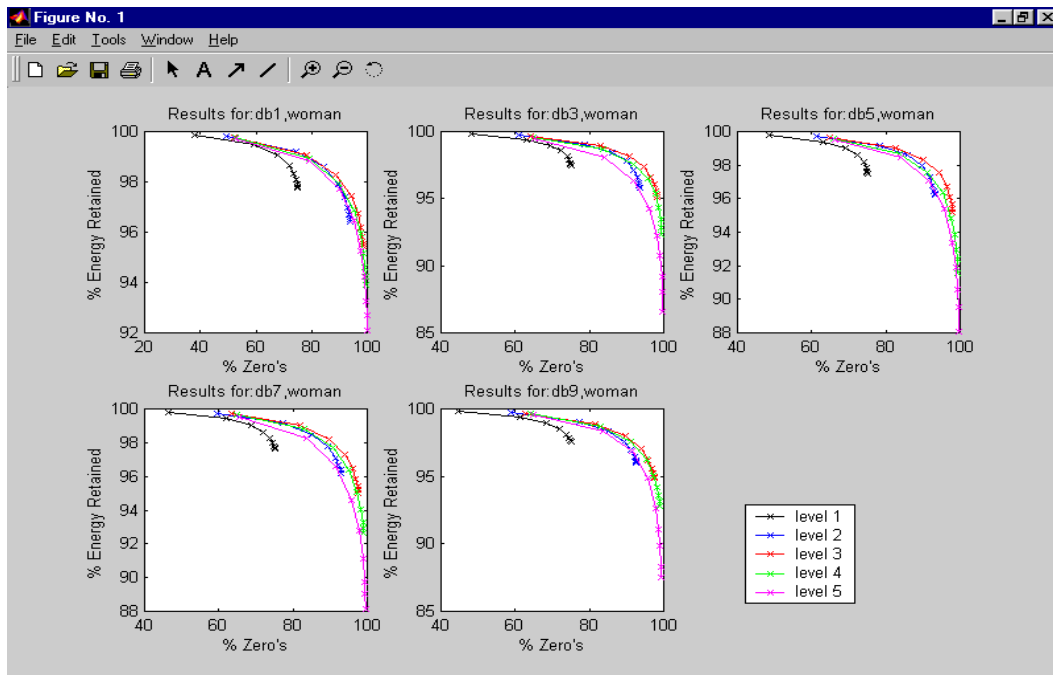 Figure No. 1
File Edit Tools Window Help
A
Results for:db1,woman
Results for:db3,woman
Results for:db5,woman
100
98
96
94
92
% Energy Retained
20 40 60 80 100
% Zero's
100
95
90
85
% Energy Retained
40 60 80 100
% Zero's
100
98
96
94
92
90
88
% Energy Retained
40 60 80 100
% Zero's
Results for:db7,woman
Results for:db9,woman
100
98
96
94
92
90
88
% Energy Retained
40 60 80 100
% Zero's
100
95
90
85
% Energy Retained
40 60 80 100
% Zero's
level 1
level 2
level 3
level 4
level 5